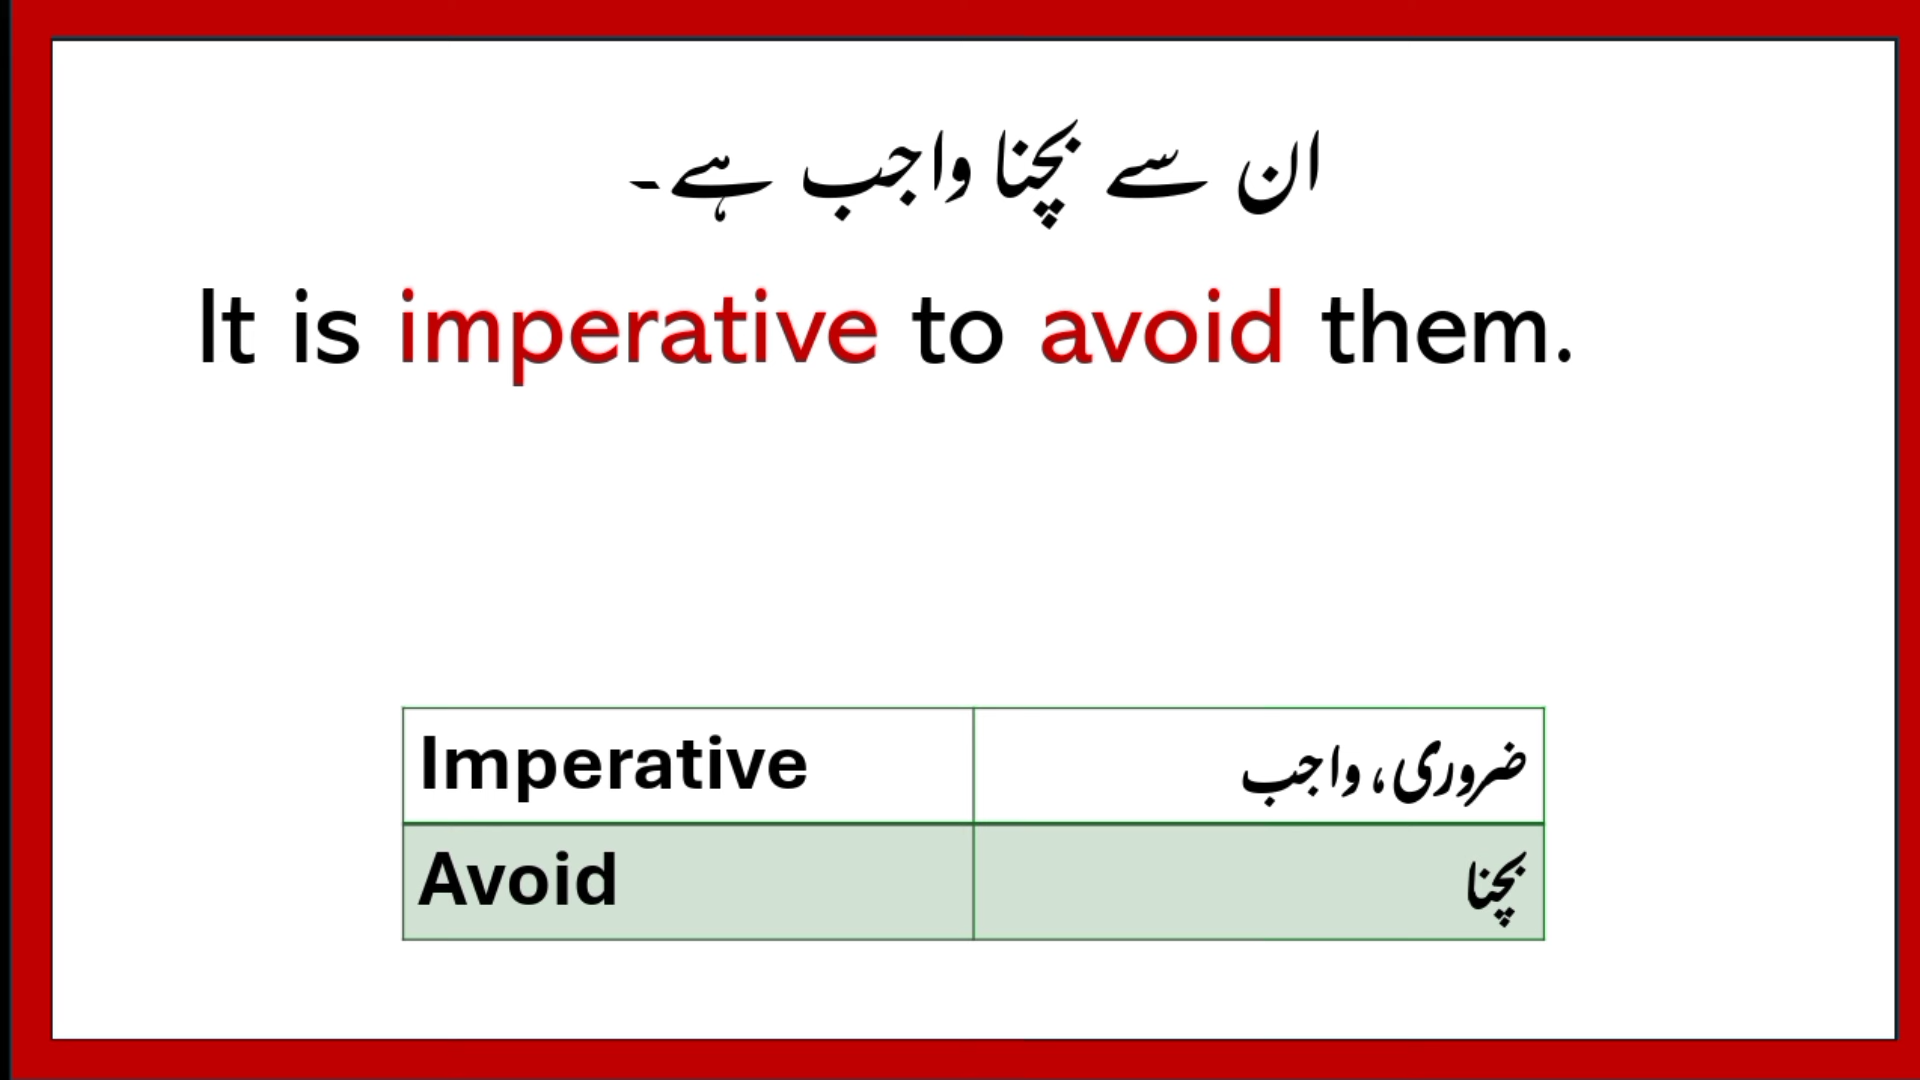 ان سے بچنا واجب ہے۔
It is imperative to avoid them.
Imperative ضروری، واجب
Avoid بچنا